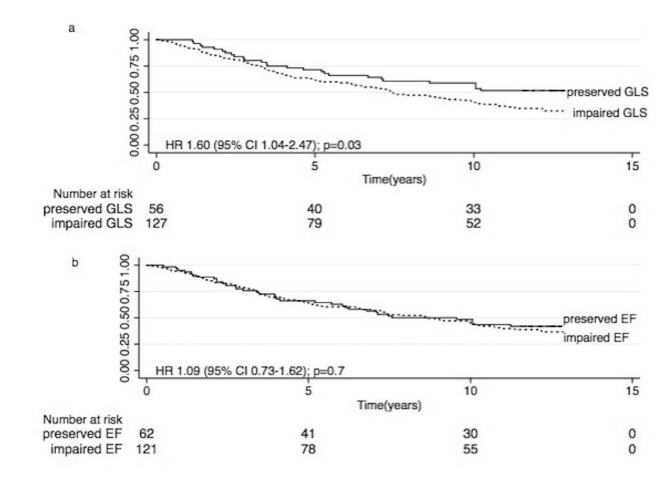 a
0.00 0.25 0.50 0.75 1.00
preserved GLS
impaired GLS
HR 1.60 (95% CI 1.04-2.47); p=0.03
0 5 10 15
Time(years)
Number at risk
preserved GLS 56 40 33 0
impaired GLS 127 79 52 0
b
0.00 0.25 0.50 0.75 1.00
preserved EF
impaired EF
HR 1.09 (95% CI 0.73-1.62); p=0.7
0 5 10 15
Time(years)
Number at risk
preserved EF 62 41 30 0
impaired EF 121 78 55 0